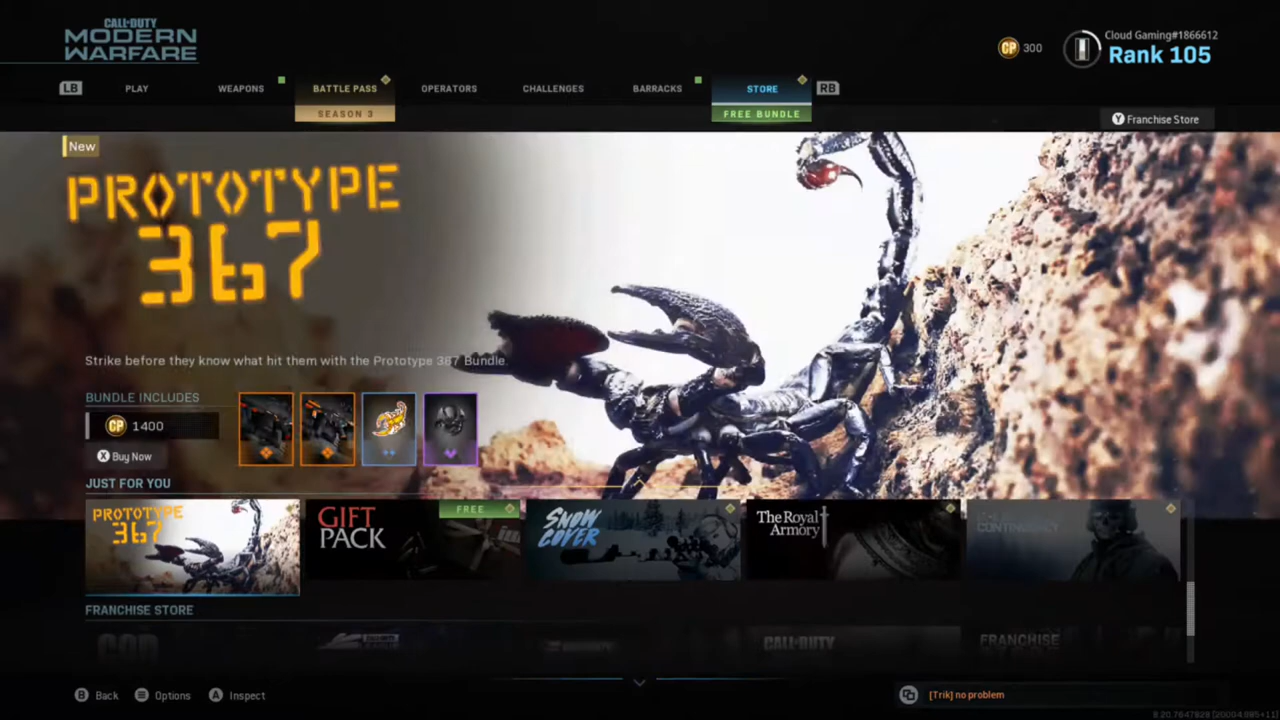 CALL OF DUTY
MODERN
WARFARE
CP 300
Cloud Gaming#1866612
Rank 105
LB PLAY WEAPONS BATTLE PASS OPERATORS CHALLENGES BARRACKS STORE RB
SEASON 3
FREE BUNDLE
Y Franchise Store
New
PROTOTYPE
367
Strike before they know what hit them with the Prototype 367 Bundle.
BUNDLE INCLUDES
CP 1400
X Buy Now
JUST FOR YOU
PROTOTYPE
367
FREE
GIFT
PACK
SNOW
COVER
The Royal
Armory
CONTINGENCY
FRANCHISE STORE
COD
CALL OF DUTY
FRANCHISE
B Back
Options
A Inspect
[Trik] no problem